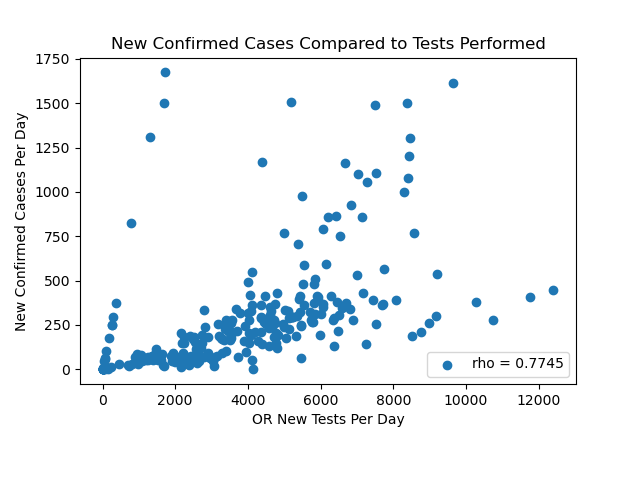 New Confirmed Cases Compared to Tests Performed
New Confirmed Caeses Per Day
1750
1500
1250
1000
750
500
250
0
0 2000 4000 6000 8000 10000 12000
OR New Tests Per Day
rho = 0.7745